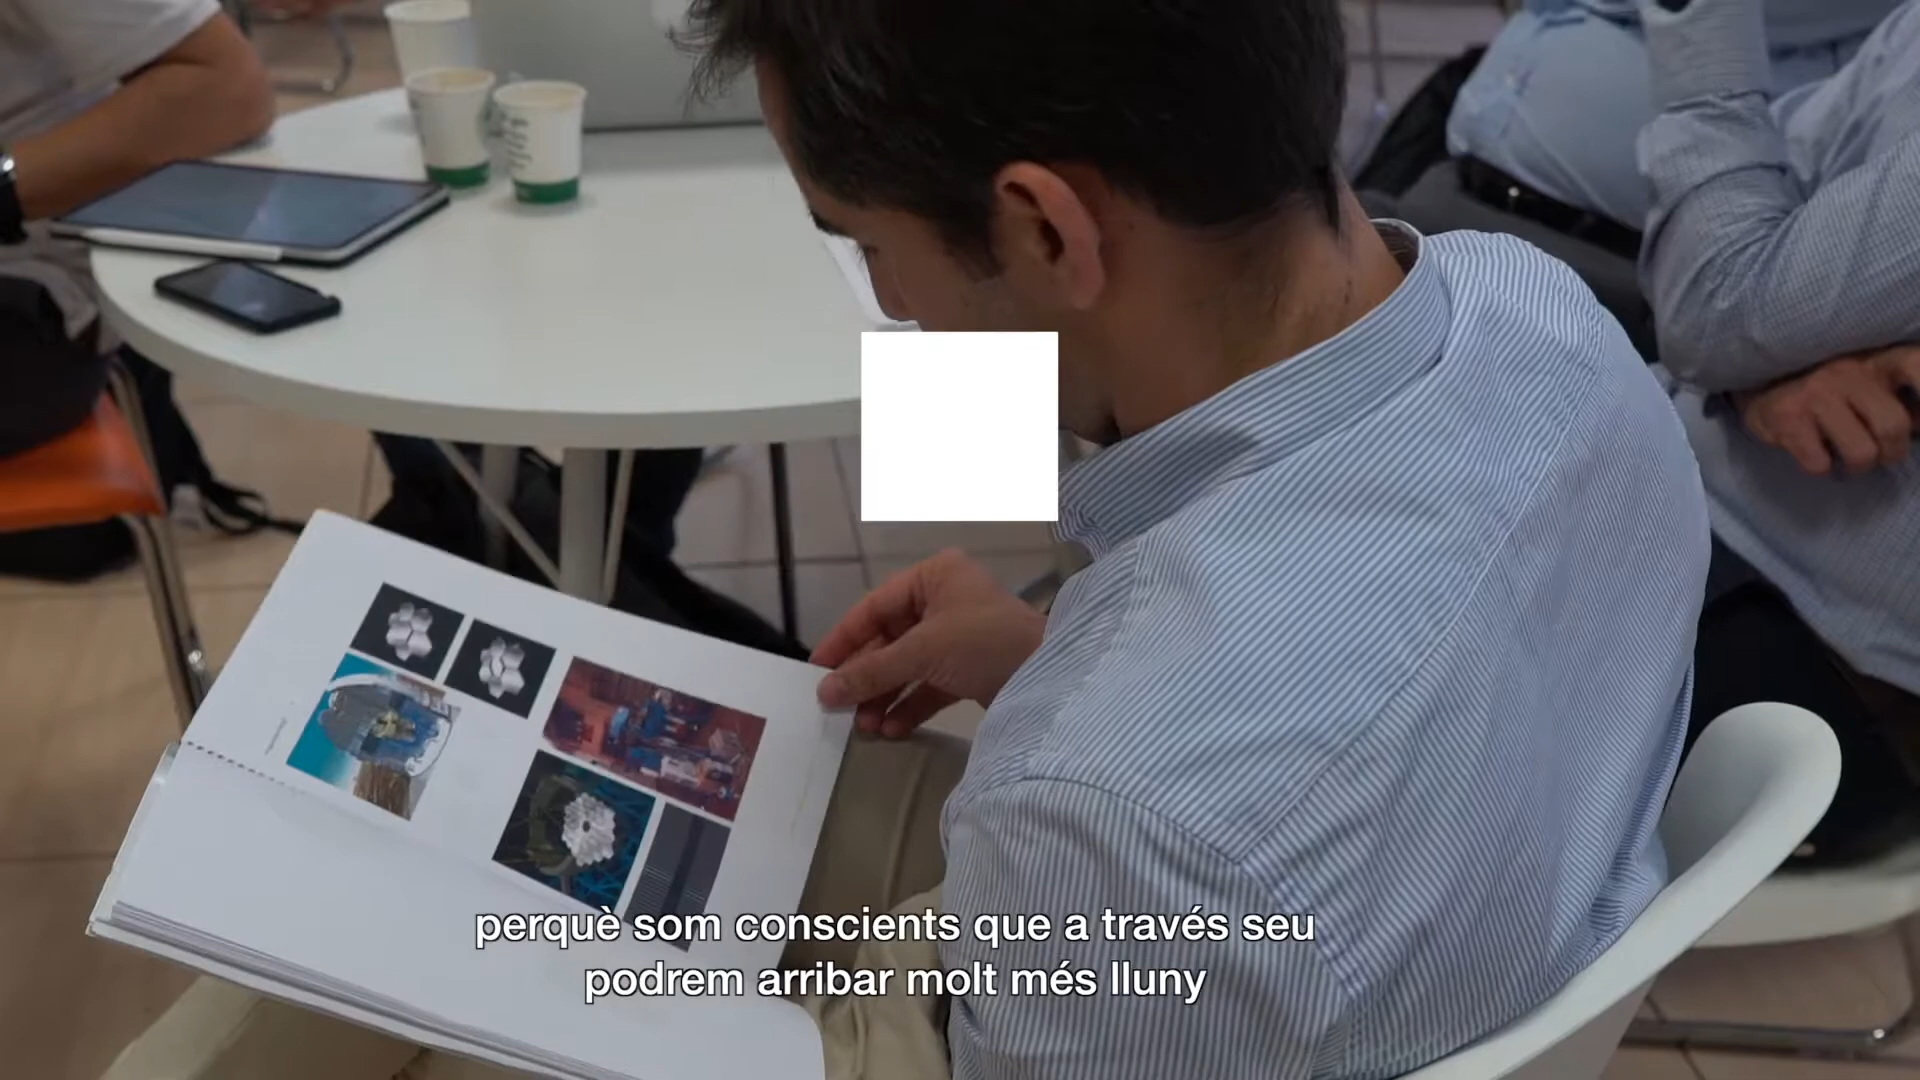 perquè som conscients que a través seu
podrem arribar molt més lluny